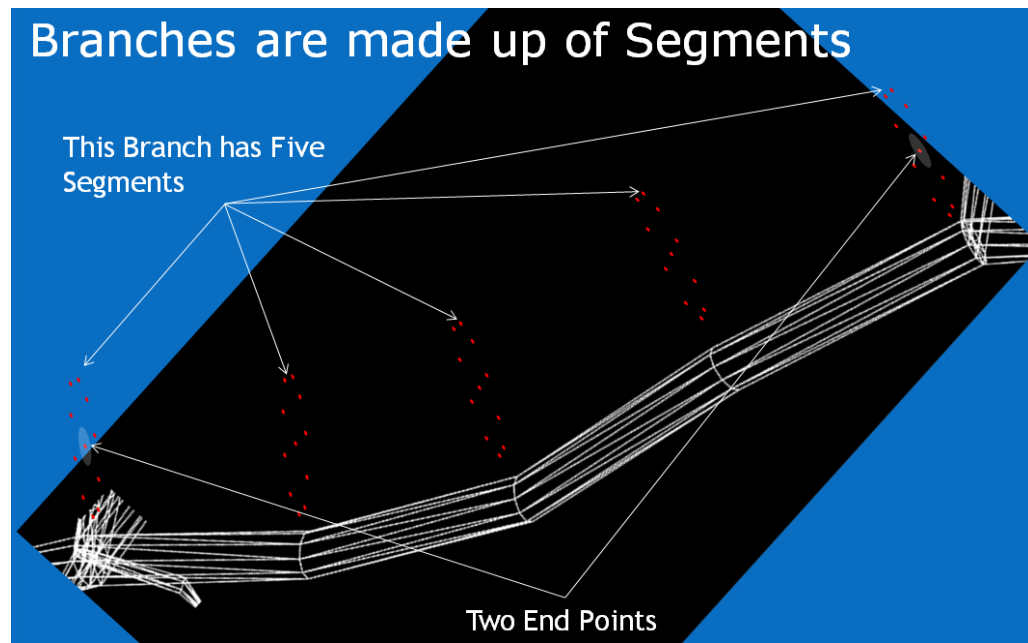 Branches are made up of Segments
This Branch has Five
Segments
Two End Points